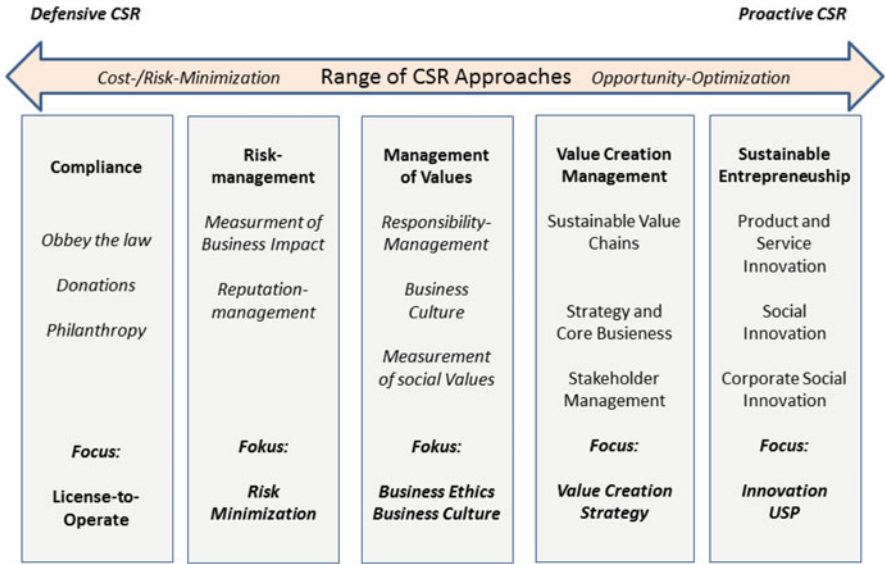 Defensive CSR
Proactive CSR
Cost-/Risk-Minimization
Range of CSR Approaches
Opportunity-Optimization
Compliance
Obbey the law
Donations
Philanthropy
Focus:
License-to-
Operate
Risk-
management
Measurment of
Business Impact
Reputation-
management
Fokus:
Risk
Minimization
Management
of Values
Responsibility-
Management
Business
Culture
Measurement
of social Values
Fokus:
Business Ethics
Business Culture
Value Creation
Management
Sustainable Value
Chains
Strategy and
Core Busieness
Stakeholder
Management
Focus:
Value Creation
Strategy
Sustainable
Entrepeneuship
Product and
Service
Innovation
Social
Innovation
Corporate Social
Innovation
Focus:
Innovation
USP